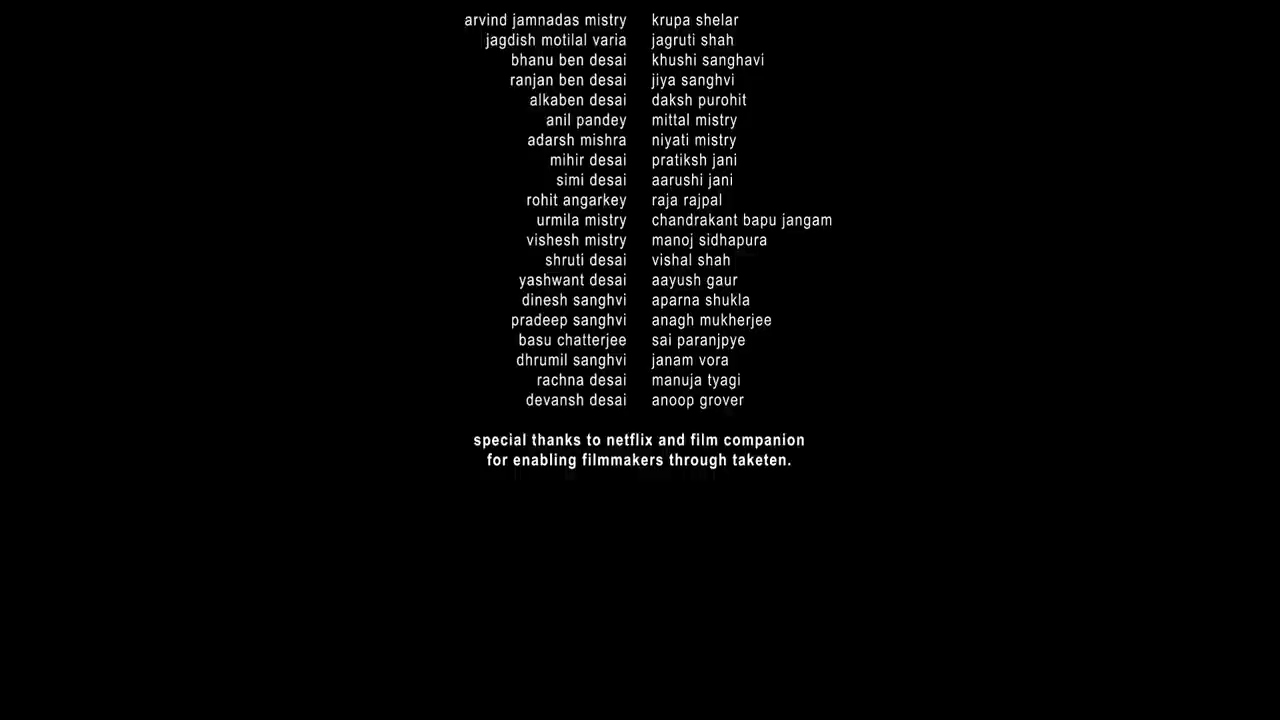 arvind jamnadas mistry krupa shelar
jagdish motilal varia jagruti shah
bhanu ben desai khushi sanghavi
ranjan ben desai jiya sanghvi
alkaben desai daksh purohit
anil pandey mittal mistry
adarsh mishra niyati mistry
mihir desai pratiksh jani
simi desai aarushi jani
rohit angarkey raja rajpal
urmila mistry chandrakant bapu jangam
vishesh mistry manoj sidhapura
shruti desai vishal shah
yashwant desai aayush gaur
dinesh sanghvi aparna shukla
pradeep sanghvi anagh mukherjee
basu chatterjee sai paranjpye
dhrumil sanghvi janam vora
rachna desai manuja tyagi
devansh desai anoop grover
special thanks to netflix and film companion
for enabling filmmakers through taketen.